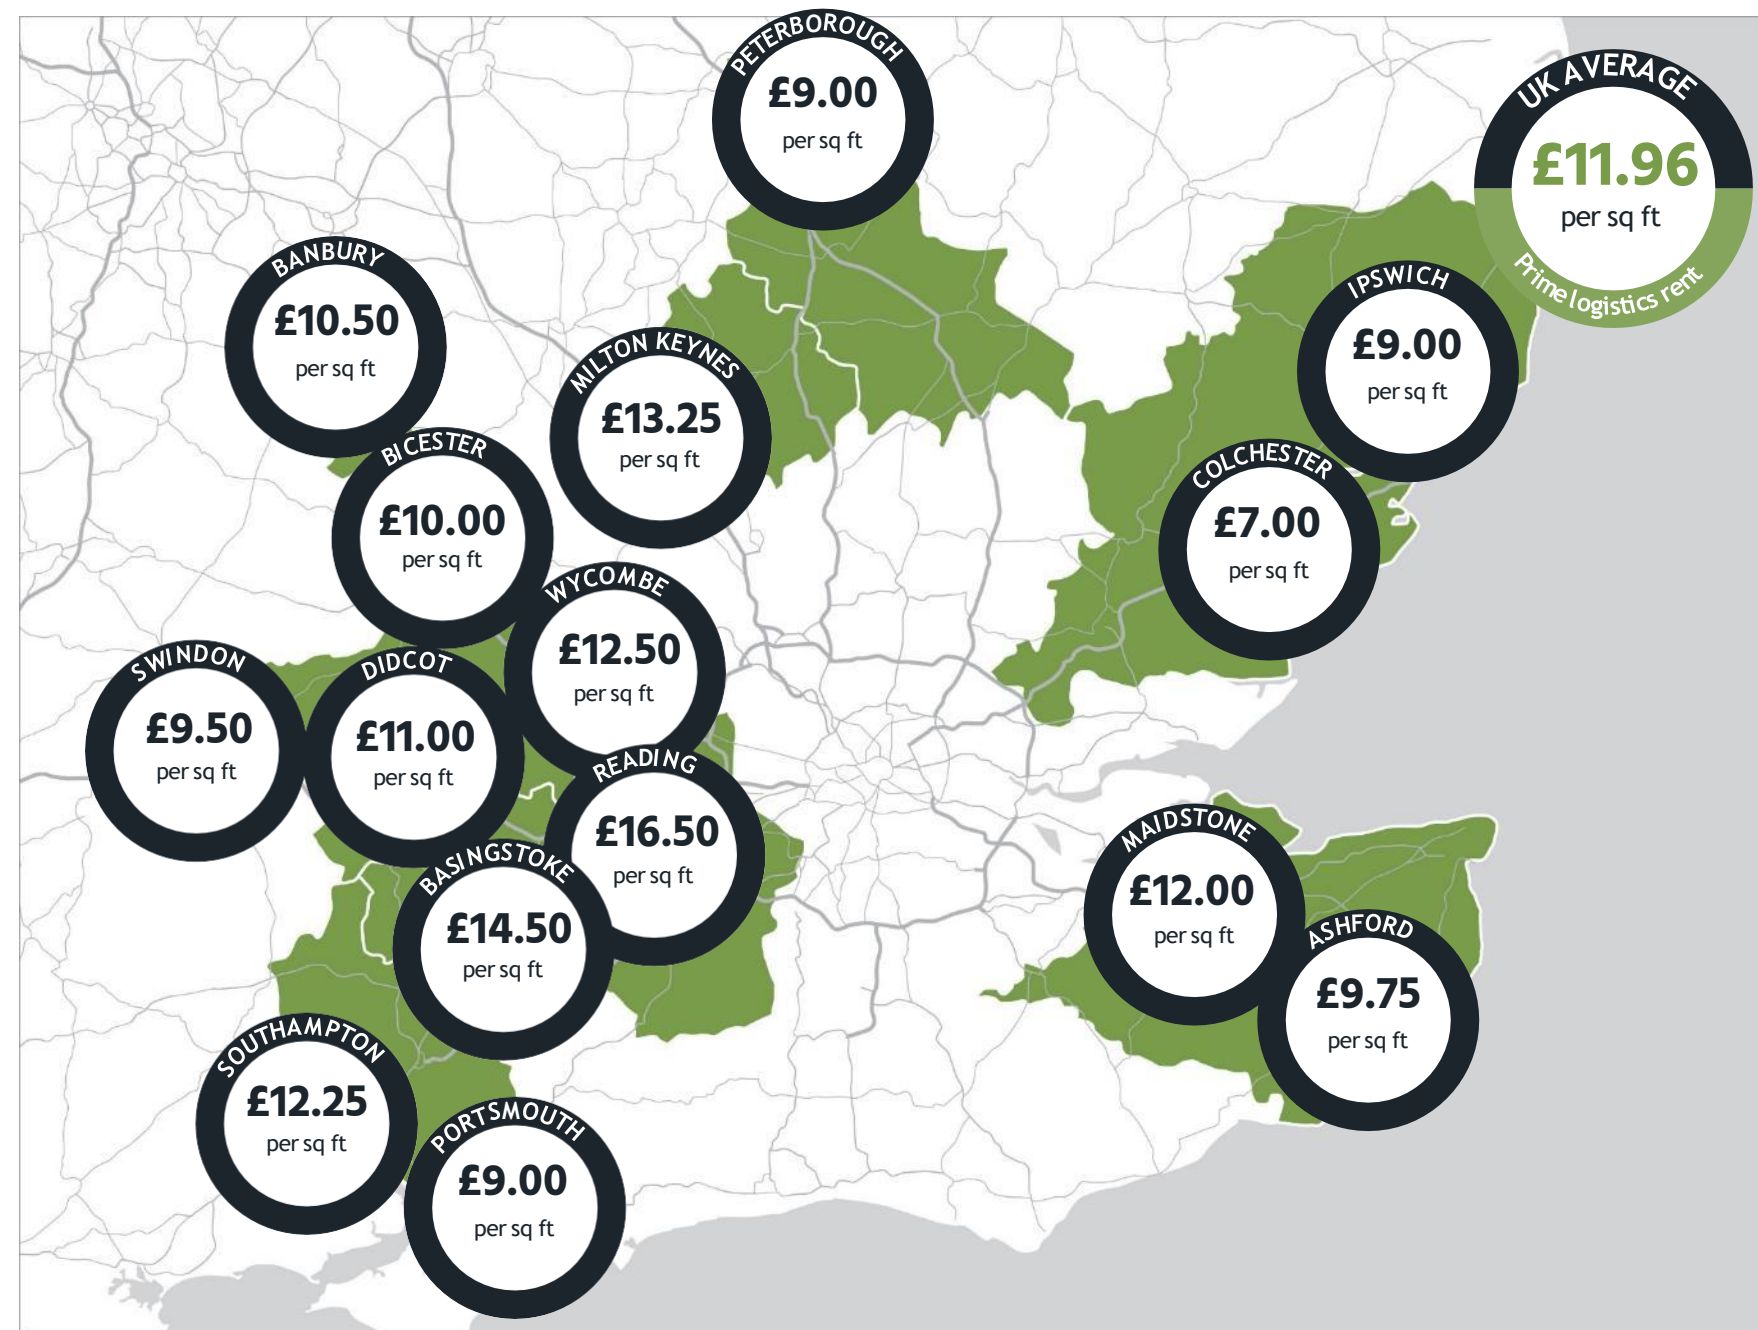 PETERBOROUGH
£9.00
per sq ft
UK AVERAGE
£11.96
per sq ft
Prime logistics rent
BANBURY
£10.50
per sq ft
IPSWICH
£9.00
per sq ft
MILTON KEYNES
£13.25
per sq ft
BICESTER
£10.00
per sq ft
COLCHESTER
£7.00
per sq ft
WYCOMBE
£12.50
per sq ft
SWINDON
£9.50
per sq ft
DIDCOT
£11.00
per sq ft
READING
£16.50
per sq ft
BASINGSTOKE
£14.50
per sq ft
MAIDSTONE
£12.00
per sq ft
ASHFORD
£9.75
per sq ft
SOUTHAMPTON
£12.25
per sq ft
PORTSMOUTH
£9.00
per sq ft